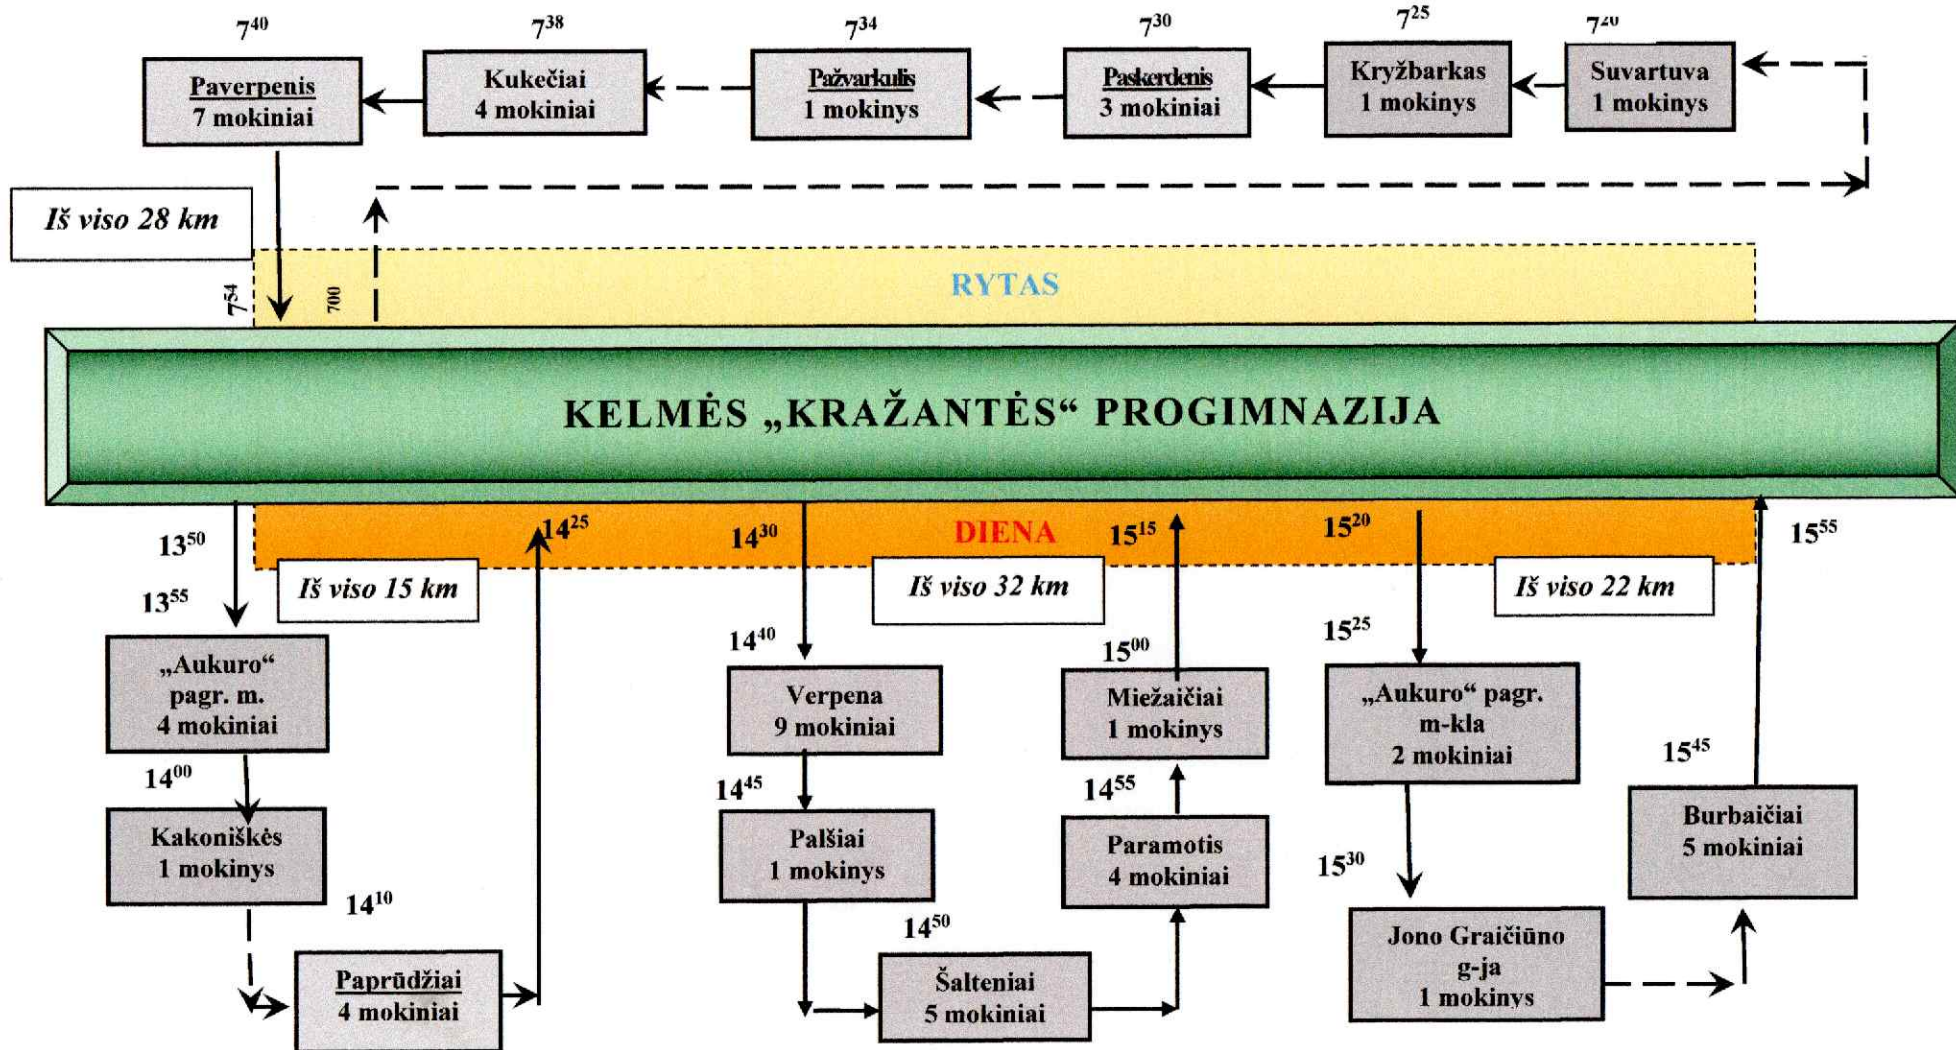 7⁴⁰
7³⁸
7³⁴
7³⁰
7²⁵
7²⁰
Paverpenis
7 mokiniai
Kukečiai
4 mokiniai
Pažvarkulis
1 mokinys
Paskerdenis
3 mokiniai
Kryžbarkas
1 mokinys
Suvartuva
1 mokinys
Iš viso 28 km
7⁵⁴
700
RYTAS
KELMĖS „KRAŽANTĖS“ PROGIMNAZIJA
DIENA
13⁵⁰
14²⁵
14³⁰
15¹⁵
15²⁰
15⁵⁵
Iš viso 15 km
Iš viso 32 km
Iš viso 22 km
13⁵⁵
„Aukuro“
pagr. m.
4 mokiniai
14⁰⁰
Kakoniškės
1 mokinys
14¹⁰
Paprūdžiai
4 mokiniai
14⁴⁰
Verpena
9 mokiniai
14⁴⁵
Palšiai
1 mokinys
14⁵⁰
Šalteniai
5 mokiniai
14⁵⁵
Paramotis
4 mokiniai
15⁰⁰
Miežaičiai
1 mokinys
15²⁵
„Aukuro“ pagr.
m-kla
2 mokiniai
15³⁰
Jono Graičiūno
g-ja
1 mokinys
15⁴⁵
Burbaičiai
5 mokiniai